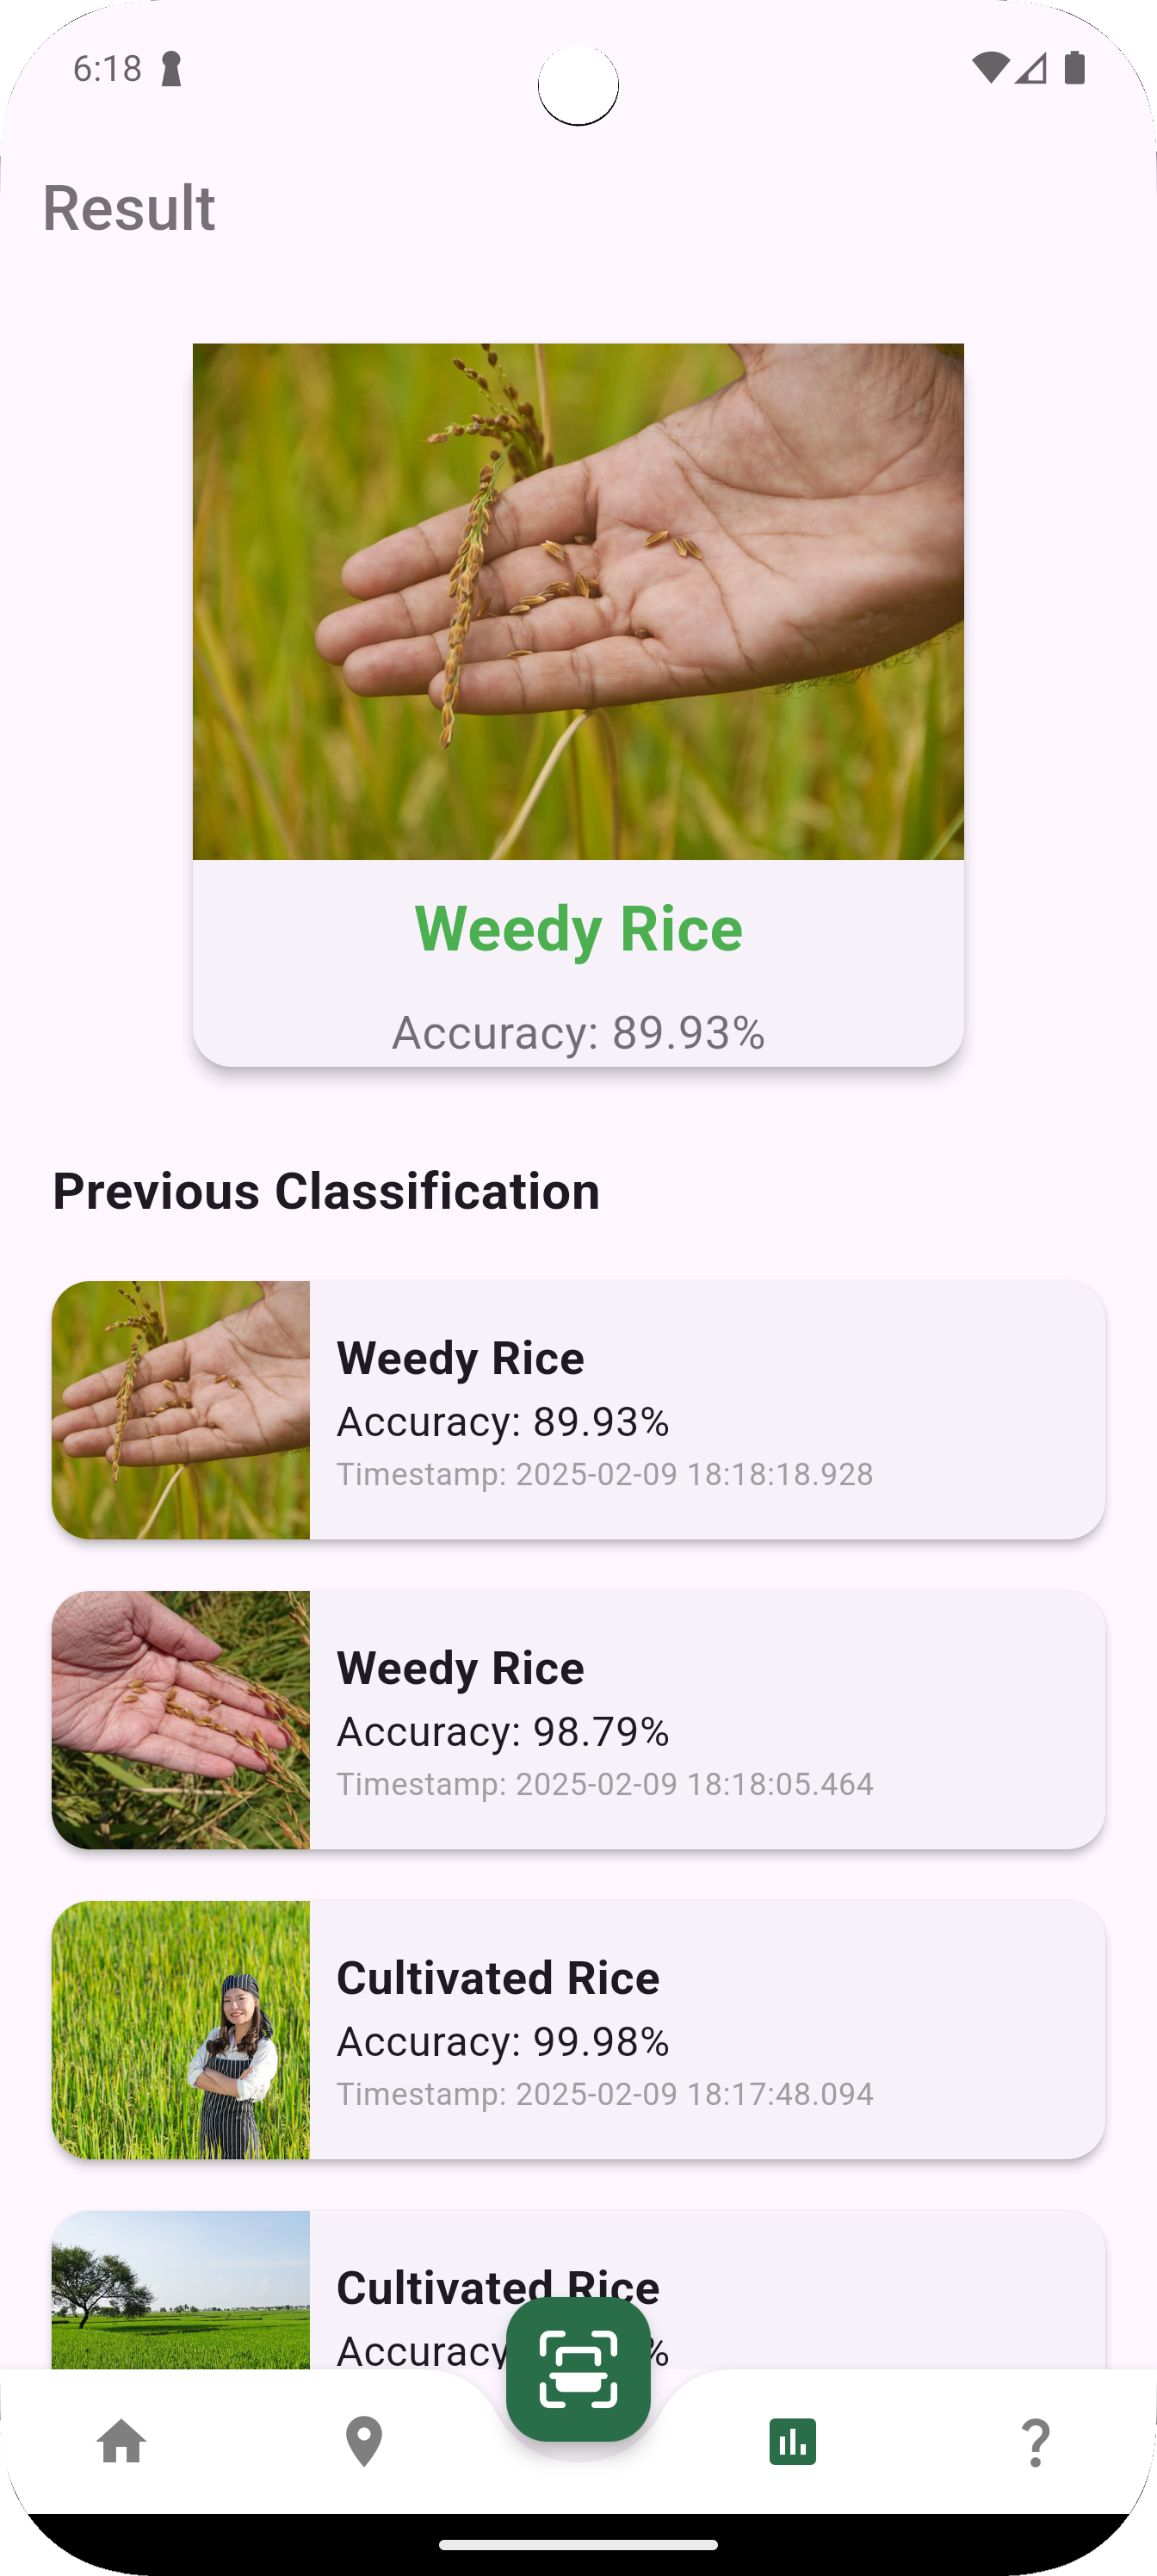 6:18
Result
Weedy Rice
Accuracy: 89.93%
Previous Classification
Weedy Rice
Accuracy: 89.93%
Timestamp: 2025-02-09 18:18:18.928
Weedy Rice
Accuracy: 98.79%
Timestamp: 2025-02-09 18:18:05.464
Cultivated Rice
Accuracy: 99.98%
Timestamp: 2025-02-09 18:17:48.094
Cultivated Rice
Accuracy %